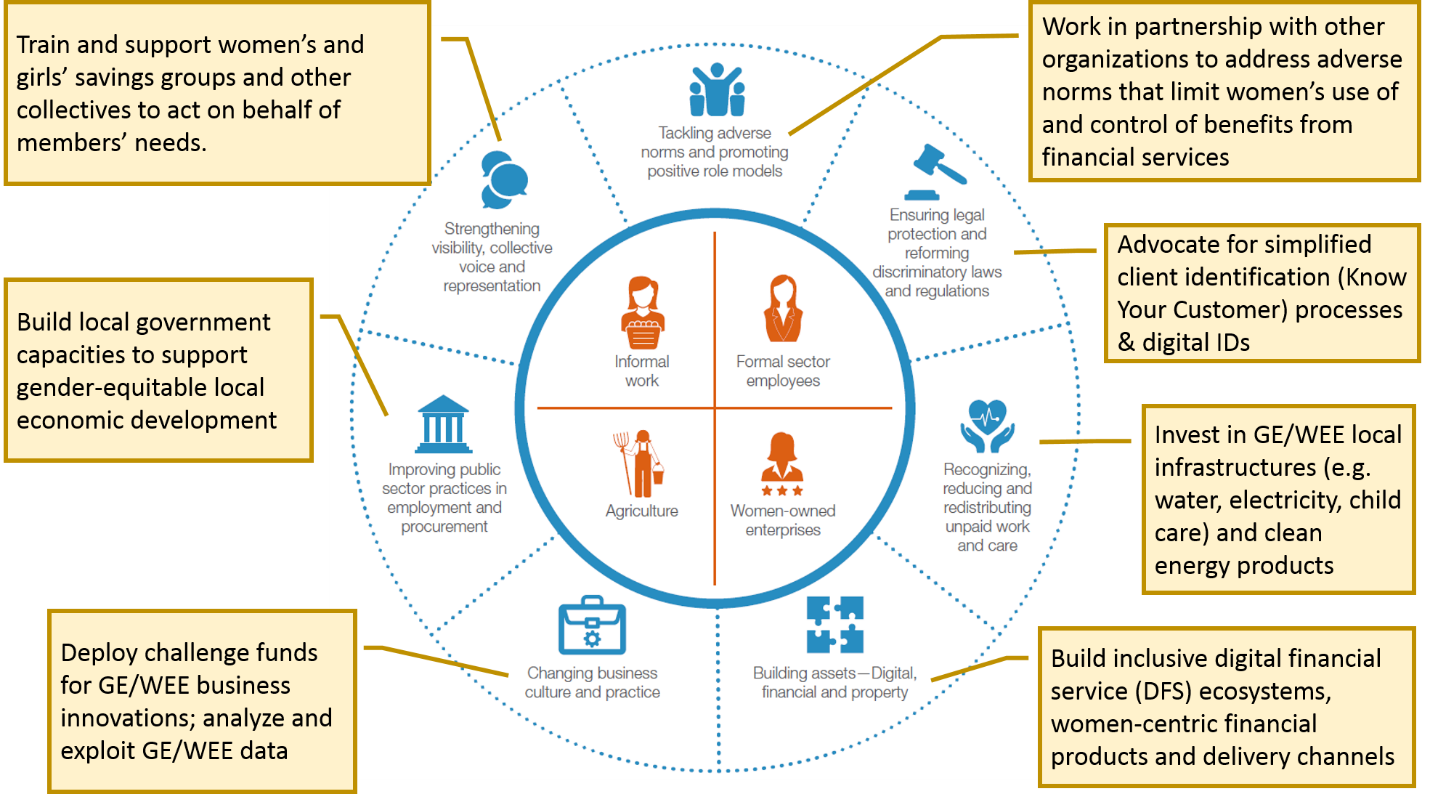 Train and support women's and
girls' savings groups and other
collectives to act on behalf of
members' needs.
Work in partnership with other
organizations to address adverse
norms that limit women's use of
and control of benefits from
financial services
Tackling adverse
norms and promoting
positive role models
Strengthening
visibility, collective
voice and
representation
Ensuring legal
protection and
reforming
discriminatory laws
and regulations
Advocate for simplified
client identification (Know
Your Customer) processes
& digital IDs
Build local government
capacities to support
gender-equitable local
economic development
Informal
work
Formal sector
employees
Agriculture
Women-owned
enterprises
Improving public
sector practices in
employment and
procurement
Recognizing,
reducing and
redistributing
unpaid work
and care
Invest in GE/WEE local
infrastructures (e.g.
water, electricity, child
care) and clean
energy products
Deploy challenge funds
for GE/WEE business
innovations; analyze and
exploit GE/WEE data
Changing business
culture and practice
Building assets—Digital,
financial and property
Build inclusive digital financial
service (DFS) ecosystems,
women-centric financial
products and delivery channels